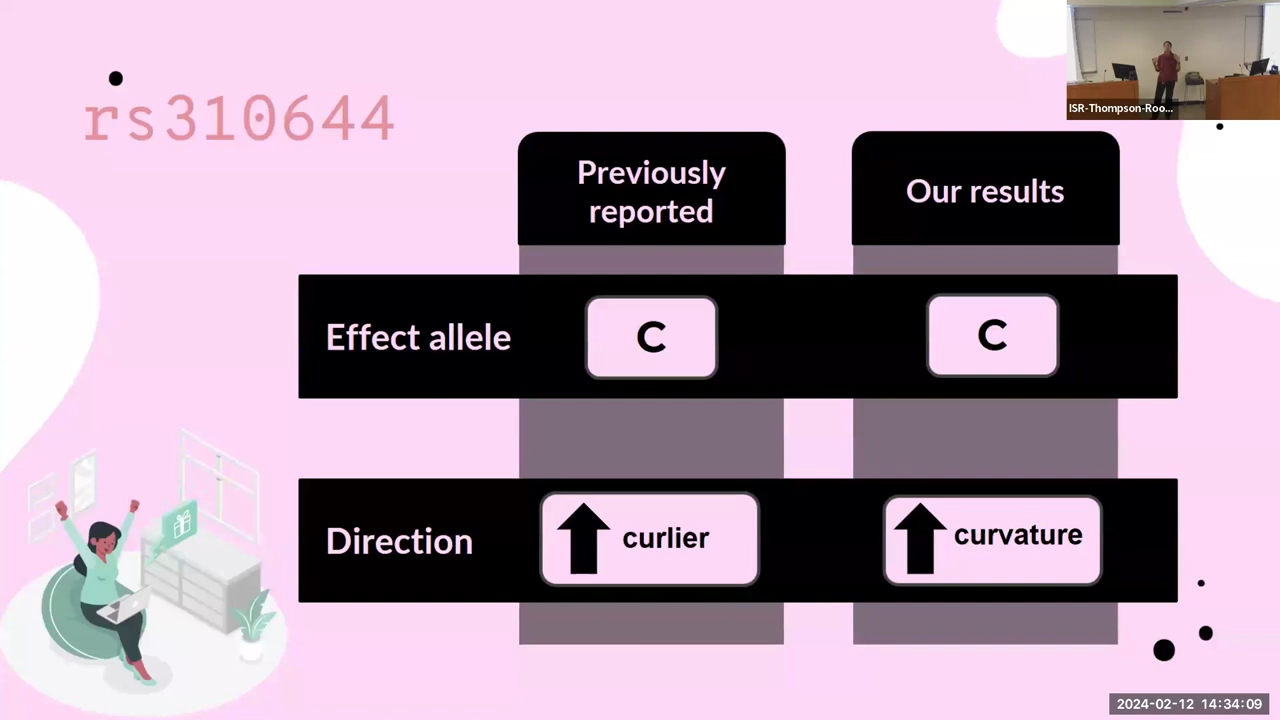 rs310644
ISR-Thompson-Roo...
Previously
reported
Our results
Effect allele
C
C
Direction
curlier
curvature
2024-02-12 14:34:09